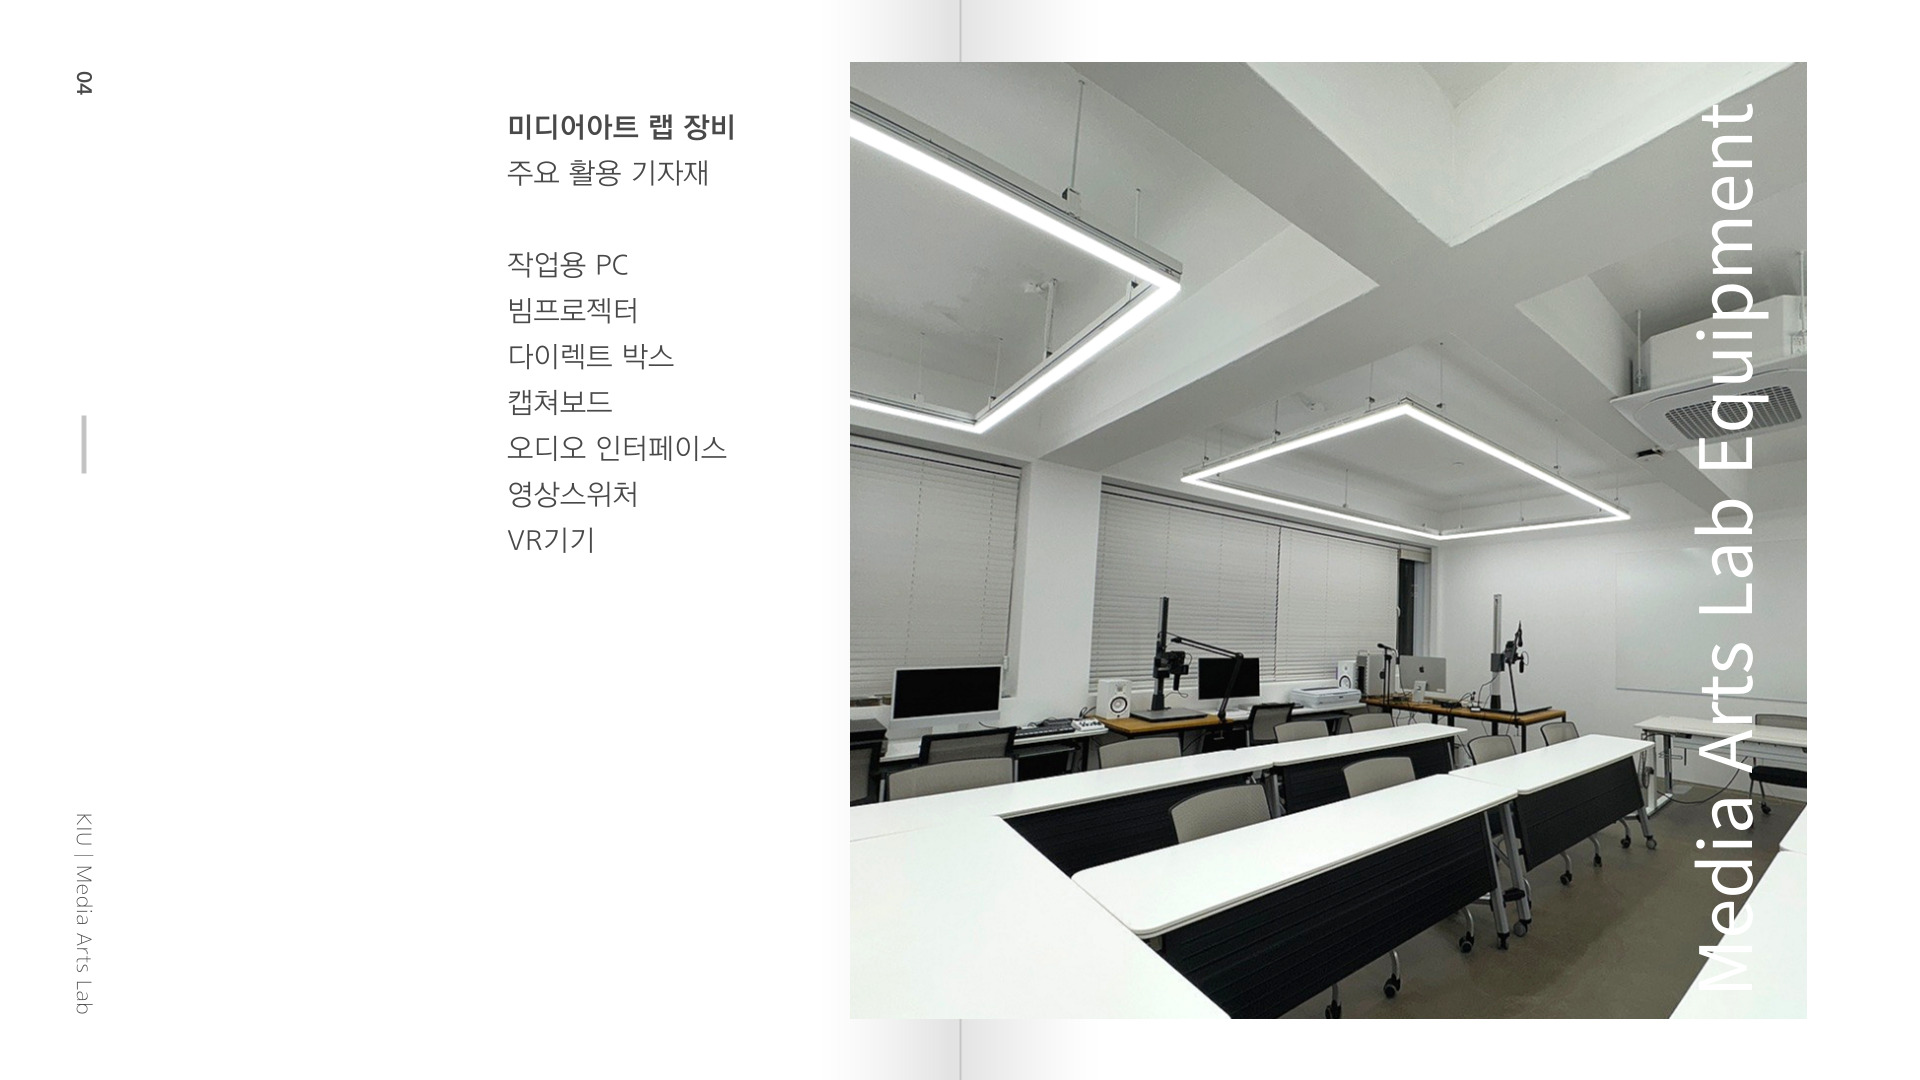 04
미디어아트 랩 장비
주요 활용 기자재
작업용 PC
빔프로젝터
다이렉트 박스
캡쳐보드
오디오 인터페이스
영상스위처
VR기기
Media Arts Lab Equipment
KIU | Media Arts Lab